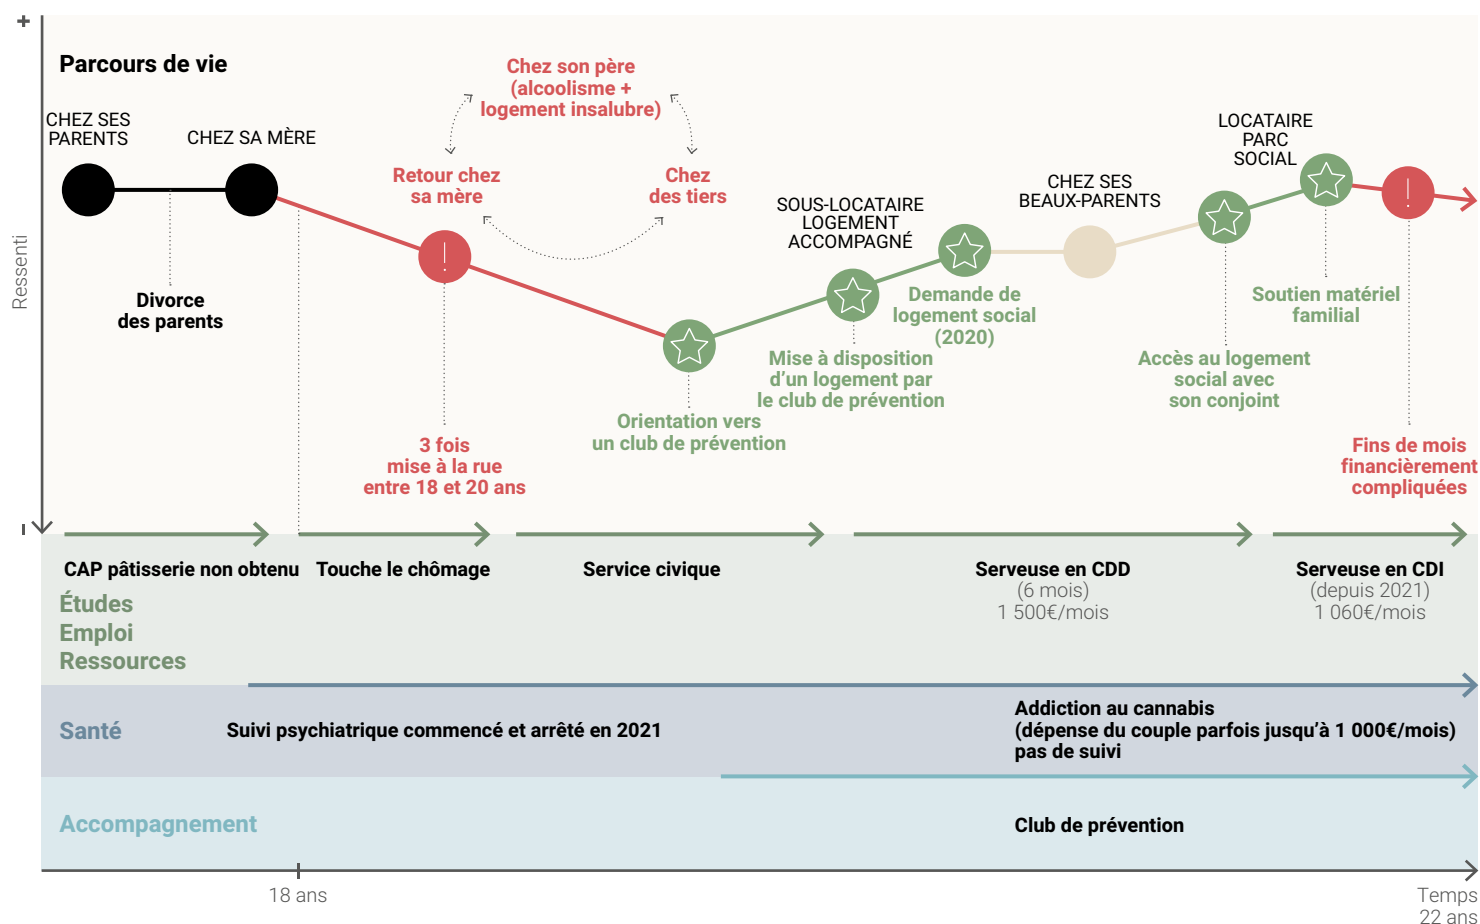 +
Parcours de vie
Chez son père
(alcoolisme +
logement insalubre)
CHEZ SES
PARENTS
CHEZ SA MÈRE
Retour chez
sa mère
Chez
des tiers
SOUS-LOCATAIRE
LOGEMENT
ACCOMPAGNÉ
CHEZ SES
BEAUX-PARENTS
LOCATAIRE
PARC
SOCIAL
!
!
Ressenti
Divorce
des parents
Demande de
logement social
(2020)
Soutien matériel
familial
Mise à disposition
d'un logement par
le club de prévention
Accès au logement
social avec
son conjoint
Orientation vers
un club de prévention
3 fois
mise à la rue
entre 18 et 20 ans
Fins de mois
financièrement
compliquées
-
CAP pâtisserie non obtenu
Touche le chômage
Service civique
Serveuse en CDD
(6 mois)
1 500€/mois
Serveuse en CDI
(depuis 2021)
1 060€/mois
Études
Emploi
Ressources
Santé
Suivi psychiatrique commencé et arrêté en 2021
Addiction au cannabis
(dépense du couple parfois jusqu'à 1 000€/mois)
pas de suivi
Accompagnement
Club de prévention
18 ans
Temps
22 ans